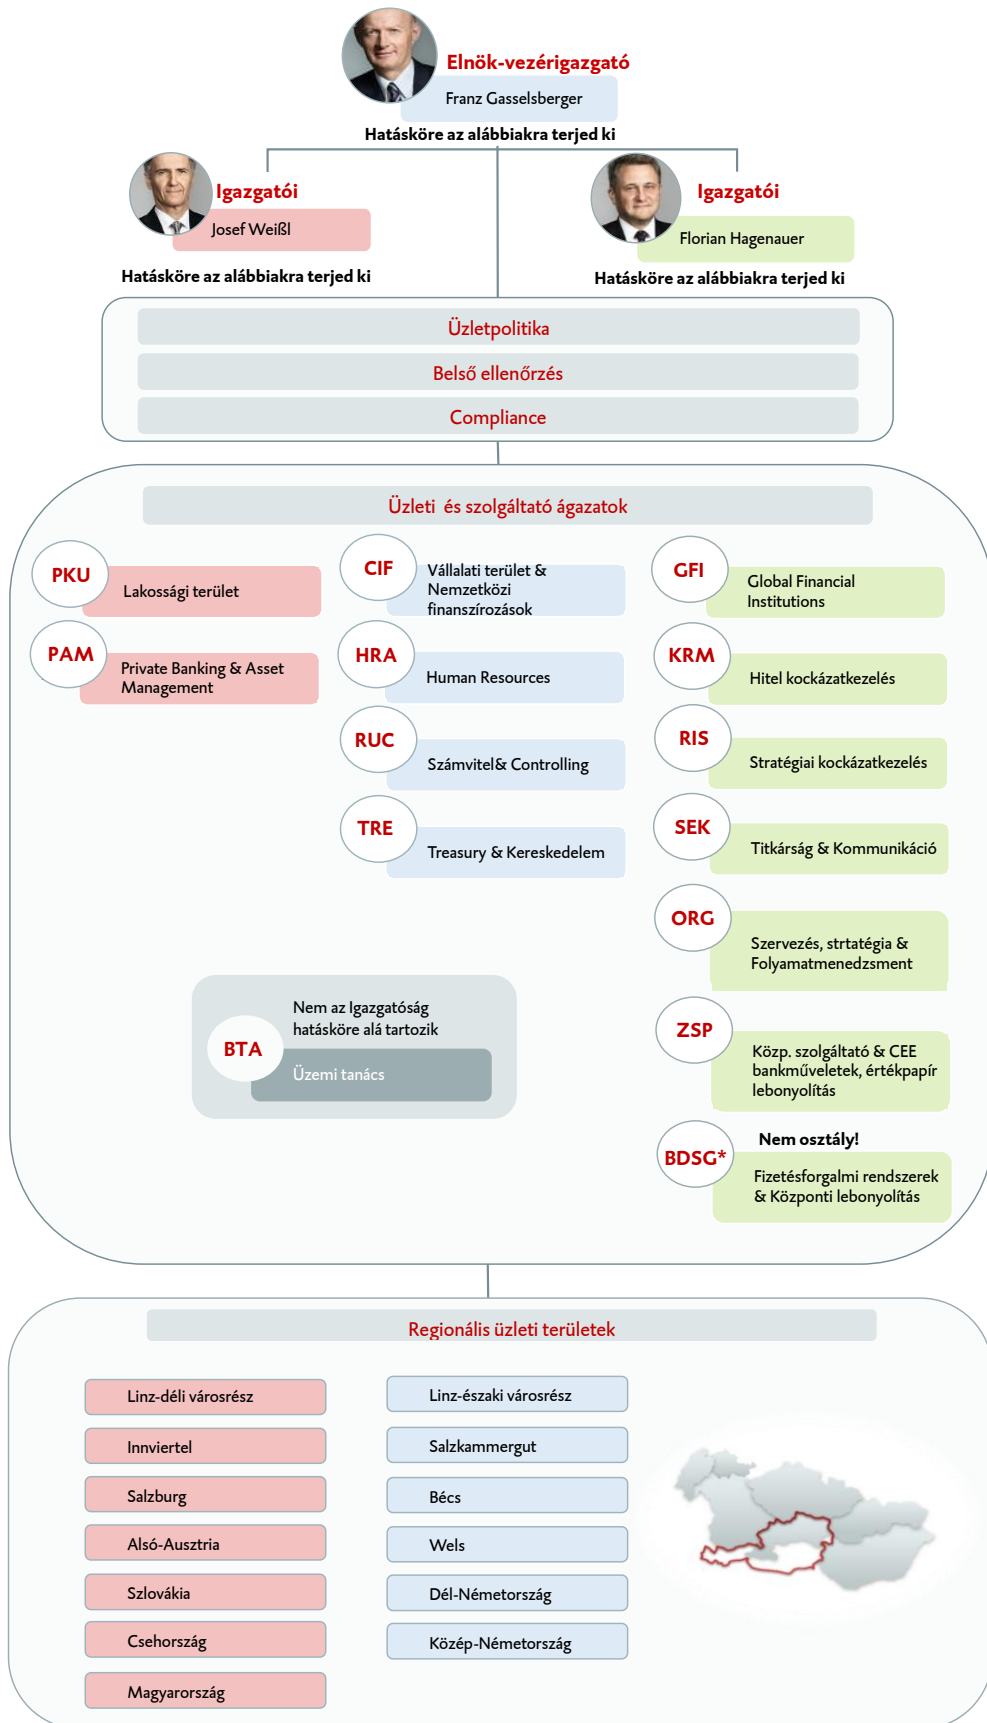 Elnök-vezérigazgató
Franz Gasselsberger
Hatásköre az alábbiakra terjed ki
Igazgatói
Josef Weißl
Hatásköre az alábbiakra terjed ki
Igazgatói
Florian Hagenauer
Hatásköre az alábbiakra terjed ki
Üzletpolitika
Belső ellenőrzés
Compliance
Üzleti és szolgáltató ágazatok
PKU
Lakossági terület
PAM
Private Banking & Asset
Management
CIF
Vállalati terület &
Nemzetközi
finanszírozások
HRA
Human Resources
RUC
Számvitel& Controlling
TRE
Treasury & Kereskedelem
GFI
Global Financial
Institutions
KRM
Hitel kockázatkezelés
RIS
Stratégiai kockázatkezelés
SEK
Titkárság & Kommunikáció
ORG
Szervezés, strtatégia &
Folyamatmenedzsment
ZSP
Közp. szolgáltató & CEE
bankműveletek, értékpapír
lebonyolítás
Nem osztály!
BDSG*
Fizetésforgalmi rendszerek
& Központi lebonyolítás
Nem az Igazgatóság
hatásköre alá tartozik
BTA
Üzemi tanács
Regionális üzleti területek
Linz-déli városrész
Innviertel
Salzburg
Alsó-Ausztria
Szlovákia
Csehország
Magyarország
Linz-északi városrész
Salzkammergut
Bécs
Wels
Dél-Németország
Közép-Németország